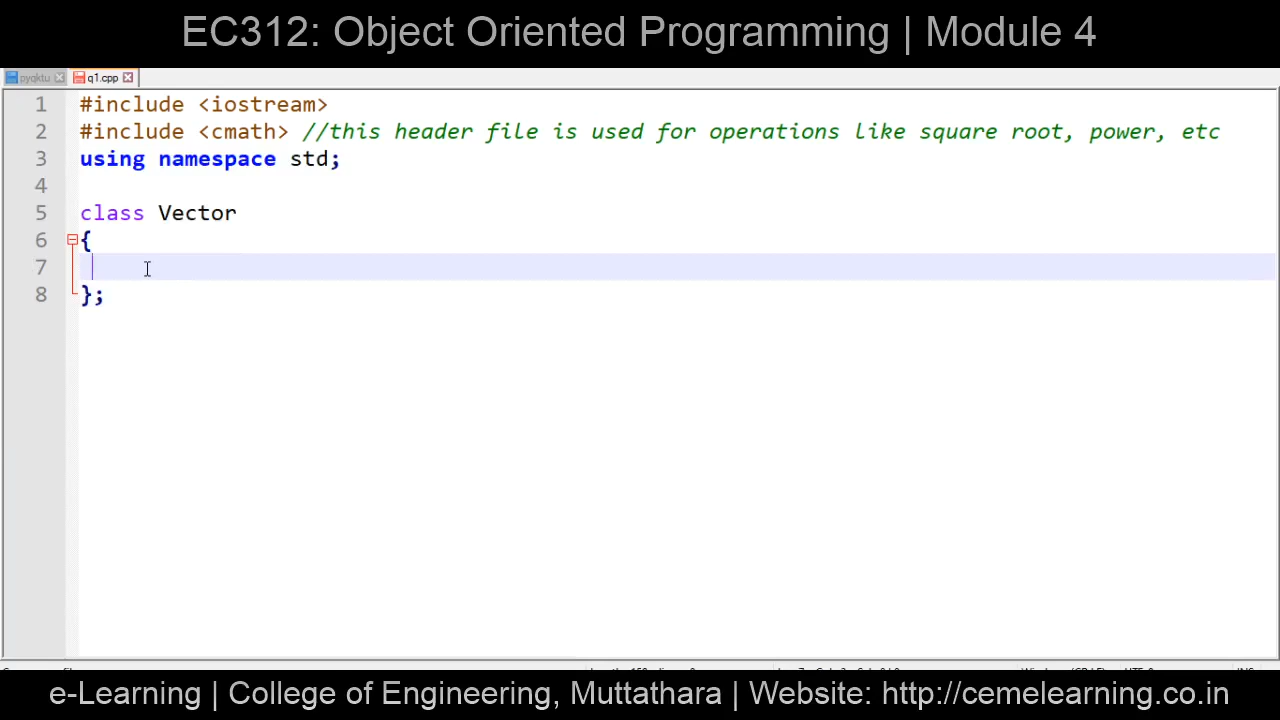 EC312: Object Oriented Programming | Module 4
pyqktu q1.cpp
1 #include <iostream>
2 #include <cmath> //this header file is used for operations like square root, power, etc
3 using namespace std;
4
5 class Vector
6 {
7
8 };
e-Learning | College of Engineering, Muttathara | Website: http://cemelearning.co.in